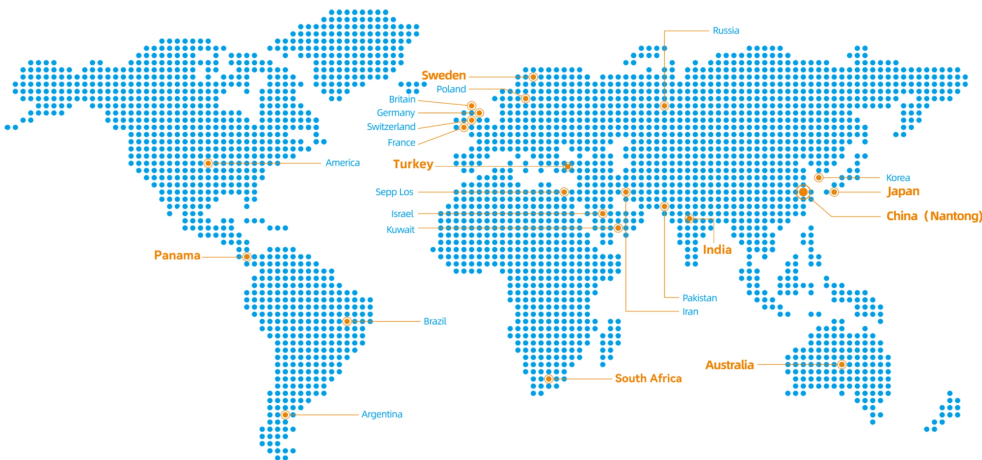 Russia
Sweden
Poland
Britain
Germany
Switzerland
France
America
Turkey
Korea
Sepp Los
Japan
Israel
China（Nantong）
Kuwait
India
Panama
Pakistan
Iran
Brazil
Australia
South Africa
Argentina